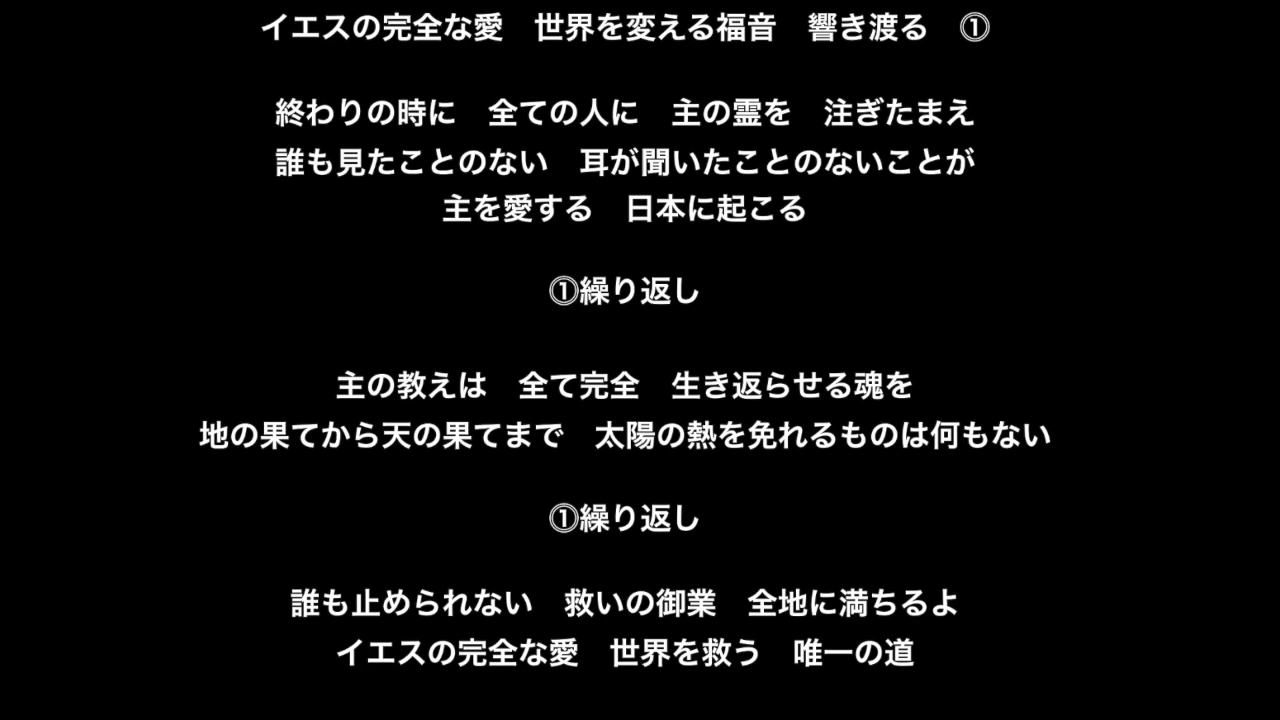 イエスの完全な愛　世界を変える福音　響き渡る　①
終わりの時に　全ての人に　主の霊を　注ぎたまえ
誰も見たことのない　耳が聞いたことのないことが
主を愛する　日本に起こる
①繰り返し
主の教えは　全て完全　生き返らせる魂を
地の果てから天の果てまで　太陽の熱を免れるものは何もない
①繰り返し
誰も止められない　救いの御業　全地に満ちるよ
イエスの完全な愛　世界を救う　唯一の道